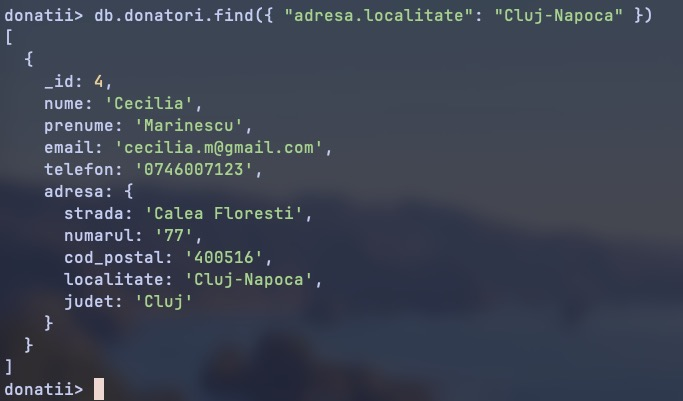 donatii> db.donatori.find({ "adresa.localitate": "Cluj-Napoca" })
[
  {
    _id: 4,
    nume: 'Cecilia',
    prenume: 'Marinescu',
    email: 'cecilia.m@gmail.com',
    telefon: '0746007123',
    adresa: {
      strada: 'Calea Floresti',
      numarul: '77',
      cod_postal: '400516',
      localitate: 'Cluj-Napoca',
      judet: 'Cluj'
    }
  }
]
donatii>